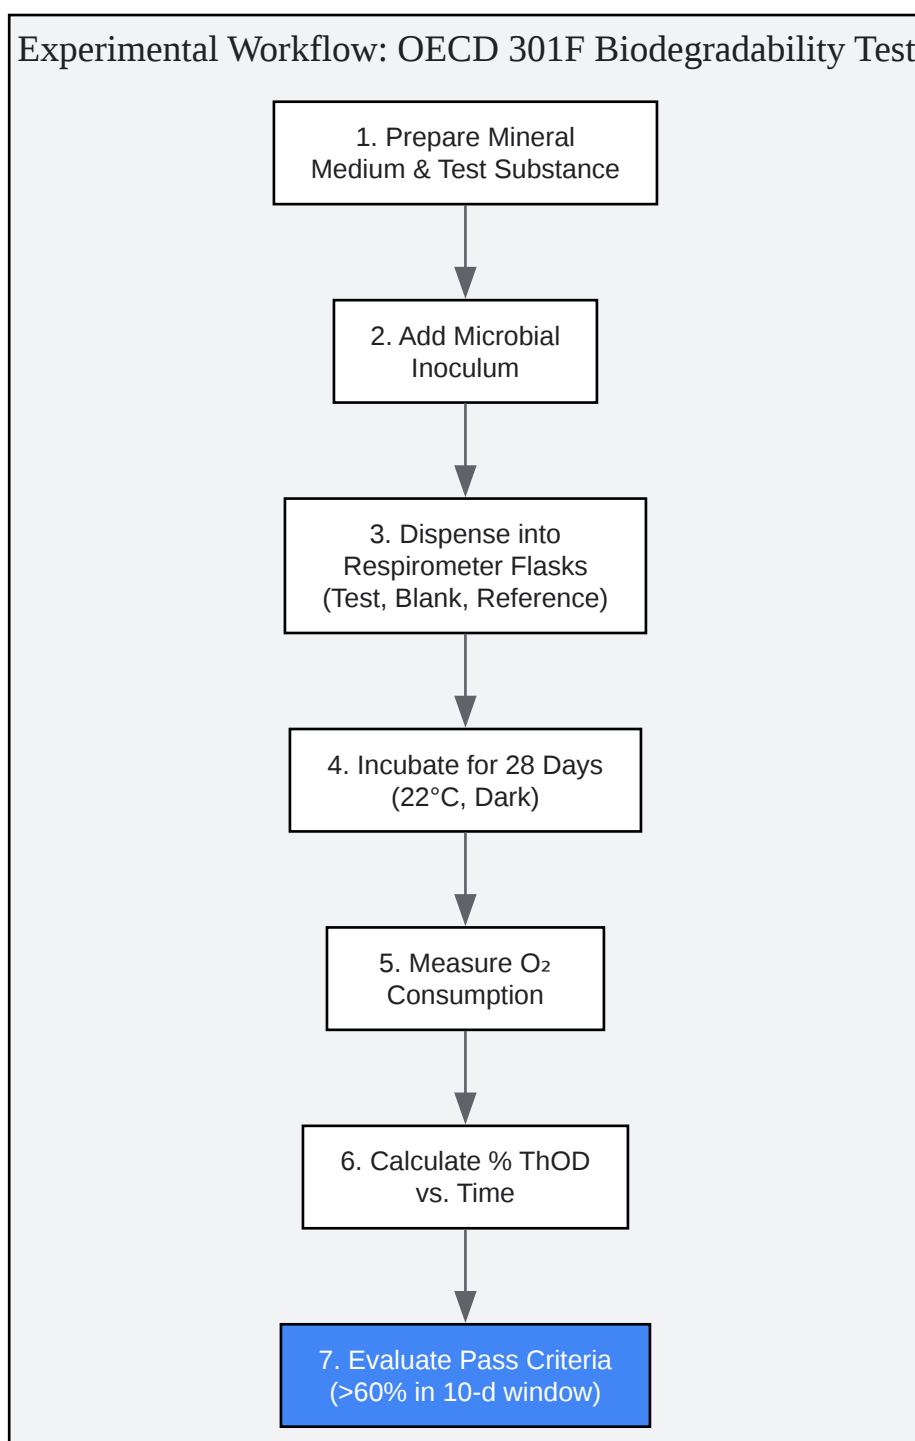 Experimental Workflow: OECD 301F Biodegradability Test
1. Prepare Mineral
Medium & Test Substance
2. Add Microbial
Inoculum
3. Dispense into
Respirometer Flasks
(Test, Blank, Reference)
4. Incubate for 28 Days
(22°C, Dark)
5. Measure O₂
Consumption
6. Calculate % ThOD
vs. Time
7. Evaluate Pass Criteria
(>60% in 10-d window)